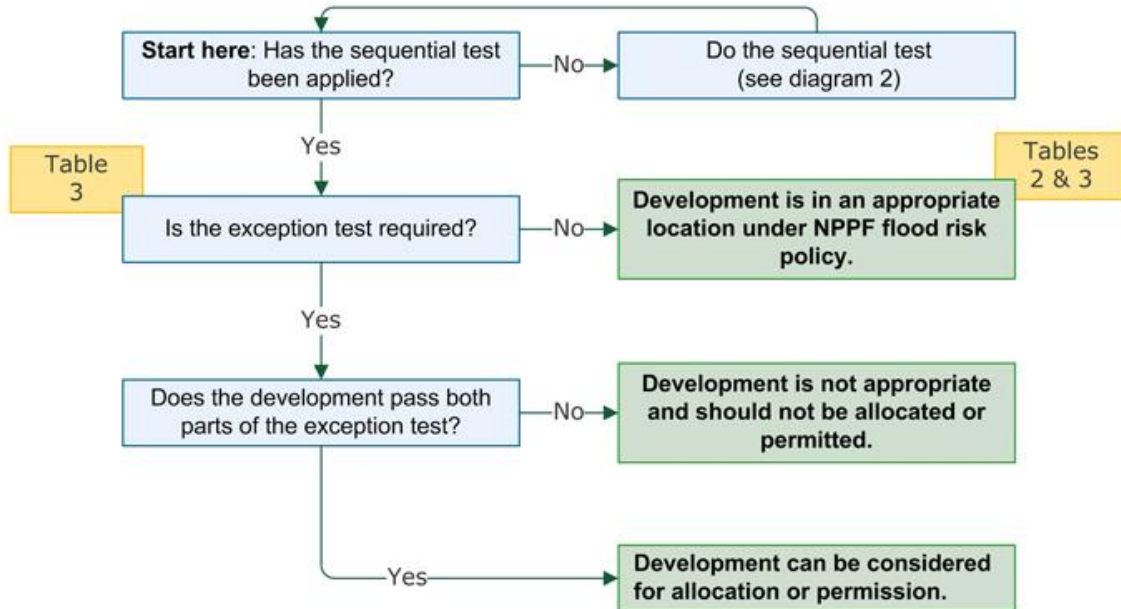 Start here: Has the sequential test
been applied?
No
Do the sequential test
(see diagram 2)
Yes
Table
3
Is the exception test required?
No
Tables
2 & 3
Development is in an appropriate
location under NPPF flood risk
policy.
Yes
Does the development pass both
parts of the exception test?
No
Development is not appropriate
and should not be allocated or
permitted.
Yes
Development can be considered
for allocation or permission.